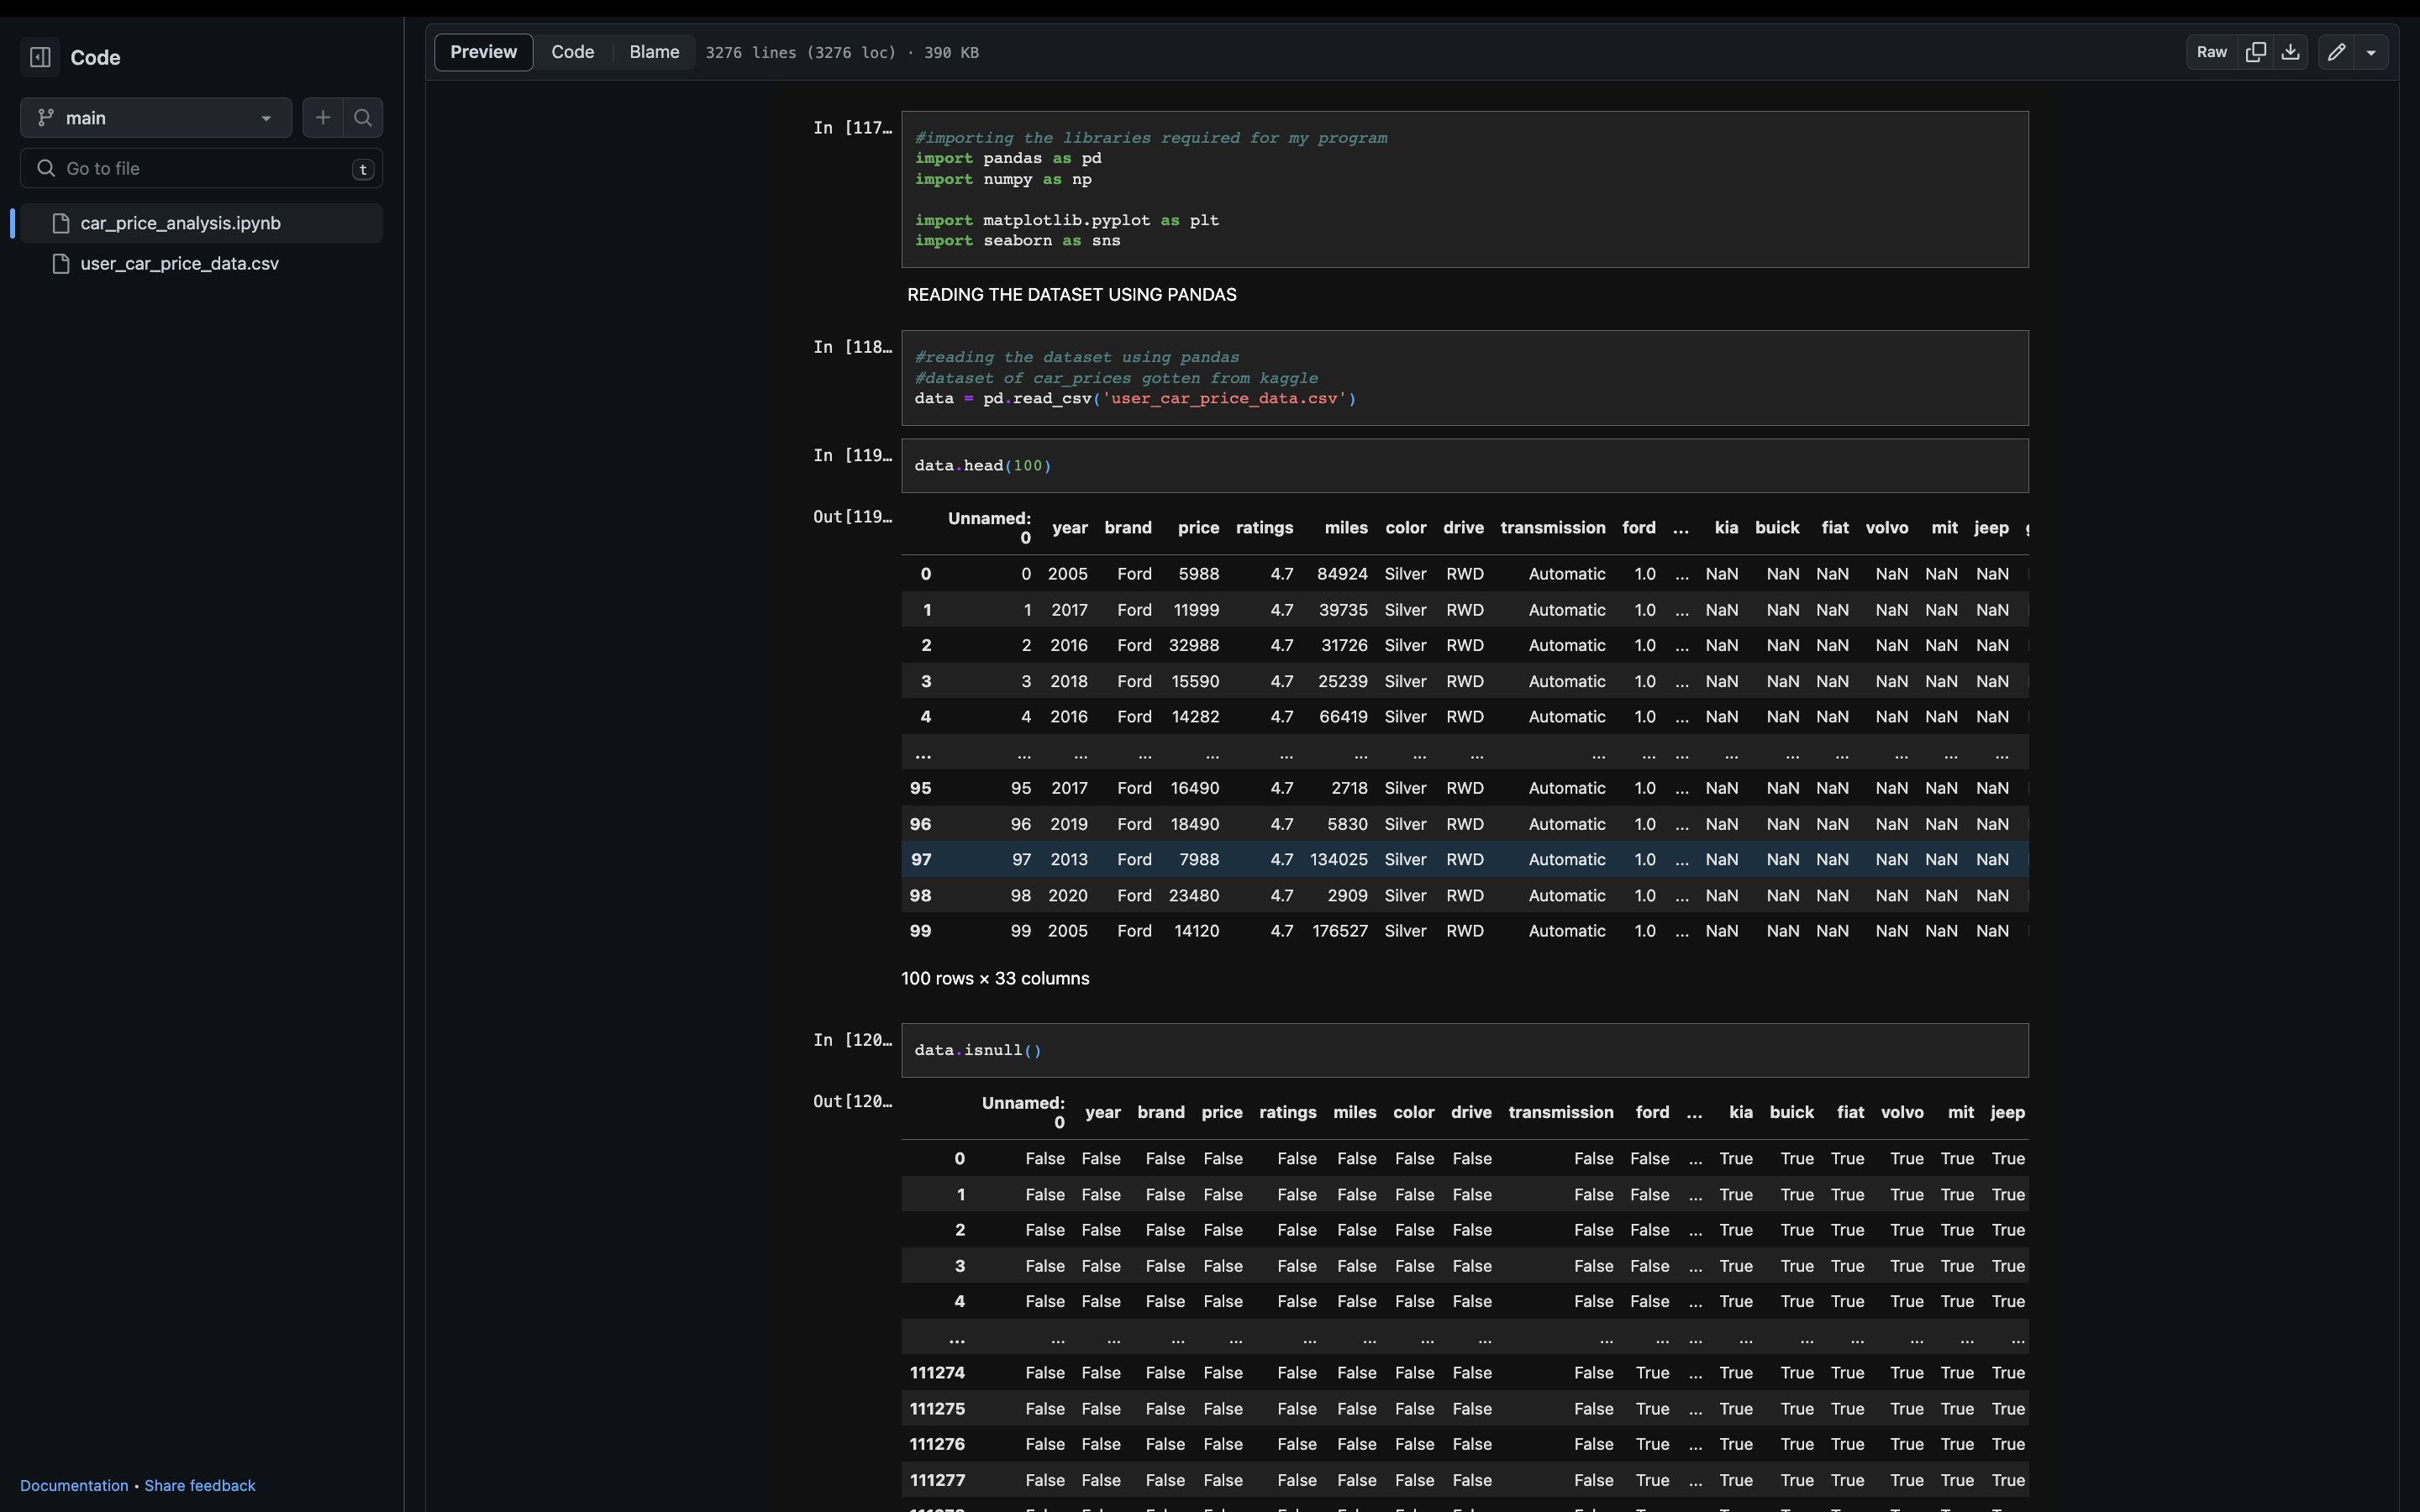 Code
main
Go to file
t
car_price_analysis.ipynb
user_car_price_data.csv
Documentation • Share feedback
Preview Code Blame 3276 lines (3276 loc) · 390 KB Raw
In [117…
#importing the libraries required for my program
import pandas as pd
import numpy as np
import matplotlib.pyplot as plt
import seaborn as sns
READING THE DATASET USING PANDAS
In [118…
#reading the dataset using pandas
#dataset of car_prices gotten from kaggle
data = pd.read_csv('user_car_price_data.csv')
In [119…
data.head(100)
Out[119…
Unnamed: 0 year brand price ratings miles color drive transmission ford ... kia buick fiat volvo mit jeep
0 0 2005 Ford 5988 4.7 84924 Silver RWD Automatic 1.0 ... NaN NaN NaN NaN NaN NaN
1 1 2017 Ford 11999 4.7 39735 Silver RWD Automatic 1.0 ... NaN NaN NaN NaN NaN NaN
2 2 2016 Ford 32988 4.7 31726 Silver RWD Automatic 1.0 ... NaN NaN NaN NaN NaN NaN
3 3 2018 Ford 15590 4.7 25239 Silver RWD Automatic 1.0 ... NaN NaN NaN NaN NaN NaN
4 4 2016 Ford 14282 4.7 66419 Silver RWD Automatic 1.0 ... NaN NaN NaN NaN NaN NaN
... ... ... ... ... ... ... ... ... ... ... ... ... ... ... ... ... ...
95 95 2017 Ford 16490 4.7 2718 Silver RWD Automatic 1.0 ... NaN NaN NaN NaN NaN NaN
96 96 2019 Ford 18490 4.7 5830 Silver RWD Automatic 1.0 ... NaN NaN NaN NaN NaN NaN
97 97 2013 Ford 7988 4.7 134025 Silver RWD Automatic 1.0 ... NaN NaN NaN NaN NaN NaN
98 98 2020 Ford 23480 4.7 2909 Silver RWD Automatic 1.0 ... NaN NaN NaN NaN NaN NaN
99 99 2005 Ford 14120 4.7 176527 Silver RWD Automatic 1.0 ... NaN NaN NaN NaN NaN NaN
100 rows × 33 columns
In [120…
data.isnull()
Out[120…
Unnamed: 0 year brand price ratings miles color drive transmission ford ... kia buick fiat volvo mit jeep
0 False False False False False False False False False False ... True True True True True True
1 False False False False False False False False False False ... True True True True True True
2 False False False False False False False False False False ... True True True True True True
3 False False False False False False False False False False ... True True True True True True
4 False False False False False False False False False False ... True True True True True True
... ... ... ... ... ... ... ... ... ... ... ... ... ... ... ... ... ...
111274 False False False False False False False False False True ... True True True True True True
111275 False False False False False False False False False True ... True True True True True True
111276 False False False False False False False False False True ... True True True True True True
111277 False False False False False False False False False True ... True True True True True True